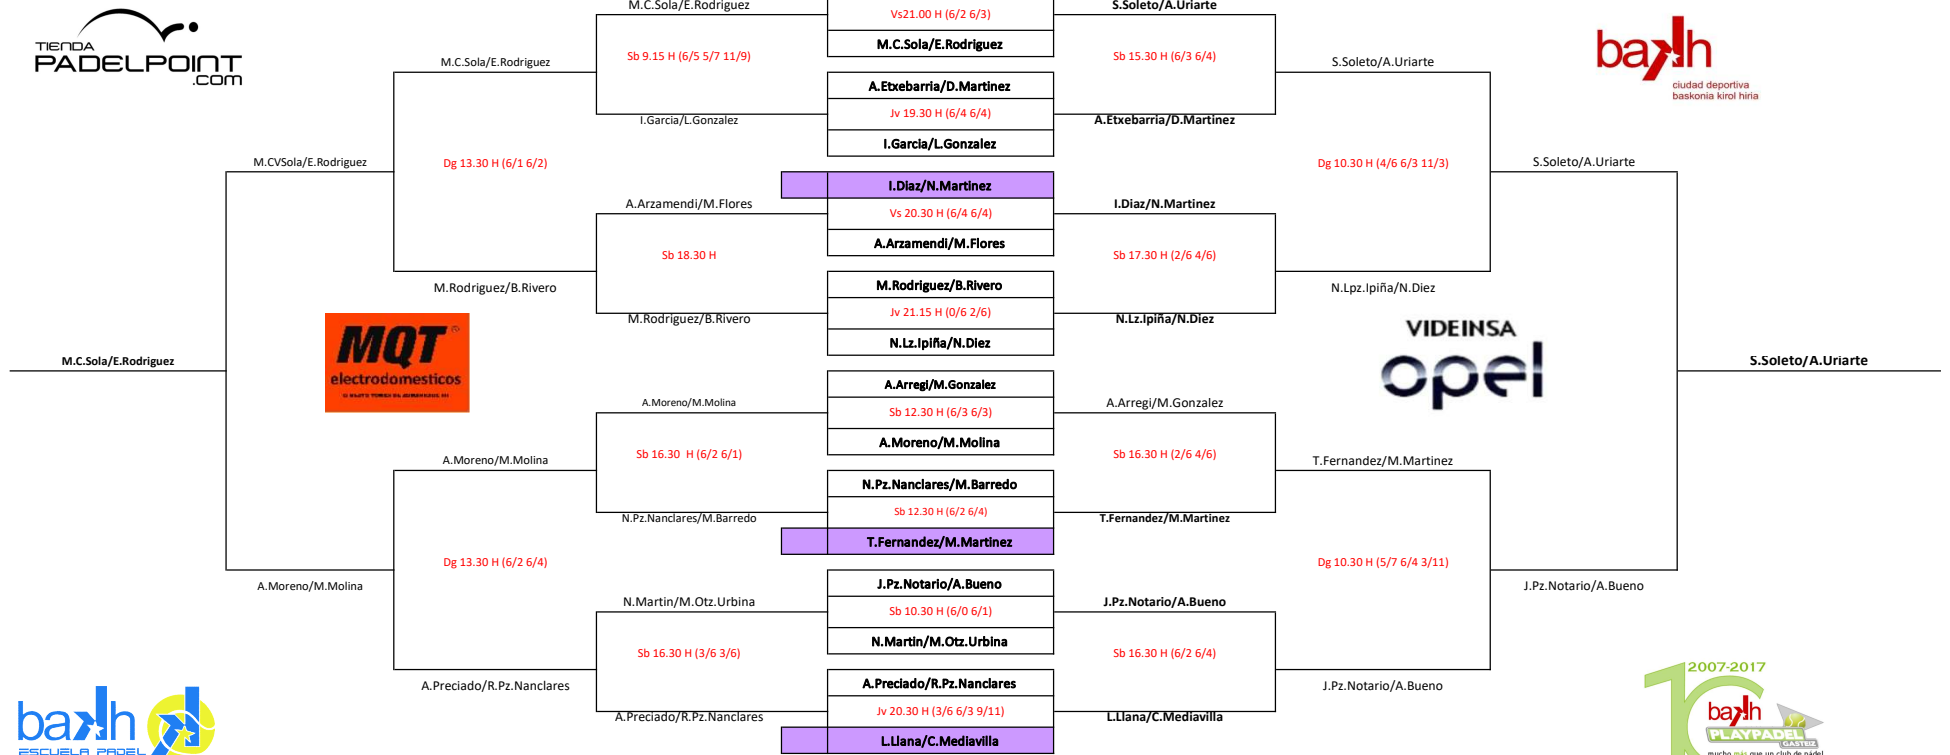 M.C.Sola/E.Rodriguez
Vs21.00 H (6/2 6/3)
S.Soleto/A.Uriarte
TIENDA
PADELPOINT
.com
M.C.Sola/E.Rodriguez
M.C.Sola/E.Rodriguez
Sb 9.15 H (6/5 5/7 11/9)
Sb 15.30 H (6/3 6/4)
S.Soleto/A.Uriarte
bakh
ciudad deportiva
baskonia kirol hiria
A.Etxebarria/D.Martinez
I.Garcia/L.Gonzalez
Jv 19.30 H (6/4 6/4)
A.Etxebarria/D.Martinez
I.Garcia/L.Gonzalez
M.CVSola/E.Rodriguez
Dg 13.30 H (6/1 6/2)
Dg 10.30 H (4/6 6/3 11/3)
S.Soleto/A.Uriarte
I.Diaz/N.Martinez
A.Arzamendi/M.Flores
Vs 20.30 H (6/4 6/4)
I.Diaz/N.Martinez
A.Arzamendi/M.Flores
Sb 18.30 H
Sb 17.30 H (2/6 4/6)
M.Rodriguez/B.Rivero
M.Rodriguez/B.Rivero
N.Lpz.Ipiña/N.Diez
M.Rodriguez/B.Rivero
Jv 21.15 H (0/6 2/6)
N.Lz.Ipiña/N.Diez
N.Lz.Ipiña/N.Diez
MQT
electrodomesticos
VIDEINSA
opel
M.C.Sola/E.Rodriguez
S.Soleto/A.Uriarte
A.Arregi/M.Gonzalez
A.Moreno/M.Molina
Sb 12.30 H (6/3 6/3)
A.Arregi/M.Gonzalez
A.Moreno/M.Molina
A.Moreno/M.Molina
Sb 16.30 H (6/2 6/1)
Sb 16.30 H (2/6 4/6)
T.Fernandez/M.Martinez
N.Pz.Nanclares/M.Barredo
N.Pz.Nanclares/M.Barredo
Sb 12.30 H (6/2 6/4)
T.Fernandez/M.Martinez
T.Fernandez/M.Martinez
Dg 13.30 H (6/2 6/4)
Dg 10.30 H (5/7 6/4 3/11)
A.Moreno/M.Molina
J.Pz.Notario/A.Bueno
J.Pz.Notario/A.Bueno
N.Martin/M.Otz.Urbina
Sb 10.30 H (6/0 6/1)
J.Pz.Notario/A.Bueno
N.Martin/M.Otz.Urbina
Sb 16.30 H (3/6 3/6)
Sb 16.30 H (6/2 6/4)
A.Preciado/R.Pz.Nanclares
A.Preciado/R.Pz.Nanclares
J.Pz.Notario/A.Bueno
A.Preciado/R.Pz.Nanclares
Jv 20.30 H (3/6 6/3 9/11)
L.Llana/C.Mediavilla
L.Llana/C.Mediavilla
bakh
ESCUELA PADEL
2007-2017
10
bakh
PLAYPADEL
GASTEIZ
mucho más que un club de pádel